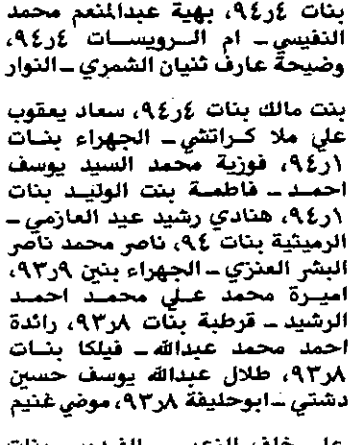 بنات ٩٤٫٤، بهية عبدالمنعم محمد
النفيسي ـ ام الرويسات ٩٤٫٤،
وضيحة عارف ثنيان الشمري ـ النوار
بنت مالك بنات ٩٤٫٤، سعاد يعقوب
علي ملا كراتشي ـ الجهراء بنات
٩٤٫١، فوزية محمد السيد يوسف
احمد ـ فاطمة بنت الوليد بنات
٩٤٫١، هنادي رشيد عيد العازمي ـ
الرميثية بنات ٩٤، ناصر محمد ناصر
البشر العنزي ـ الجهراء بنين ٩٣٫٩،
اميرة محمد علي محمد احمد
الرشيد ـ قرطبة بنات ٩٣٫٨، رائدة
احمد محمد عبدالله ـ فيلكا بنات
٩٣٫٨، طلال عبدالله يوسف حسين
دشتي ـ ابوحليفة ٩٣٫٨، موضي غنيم